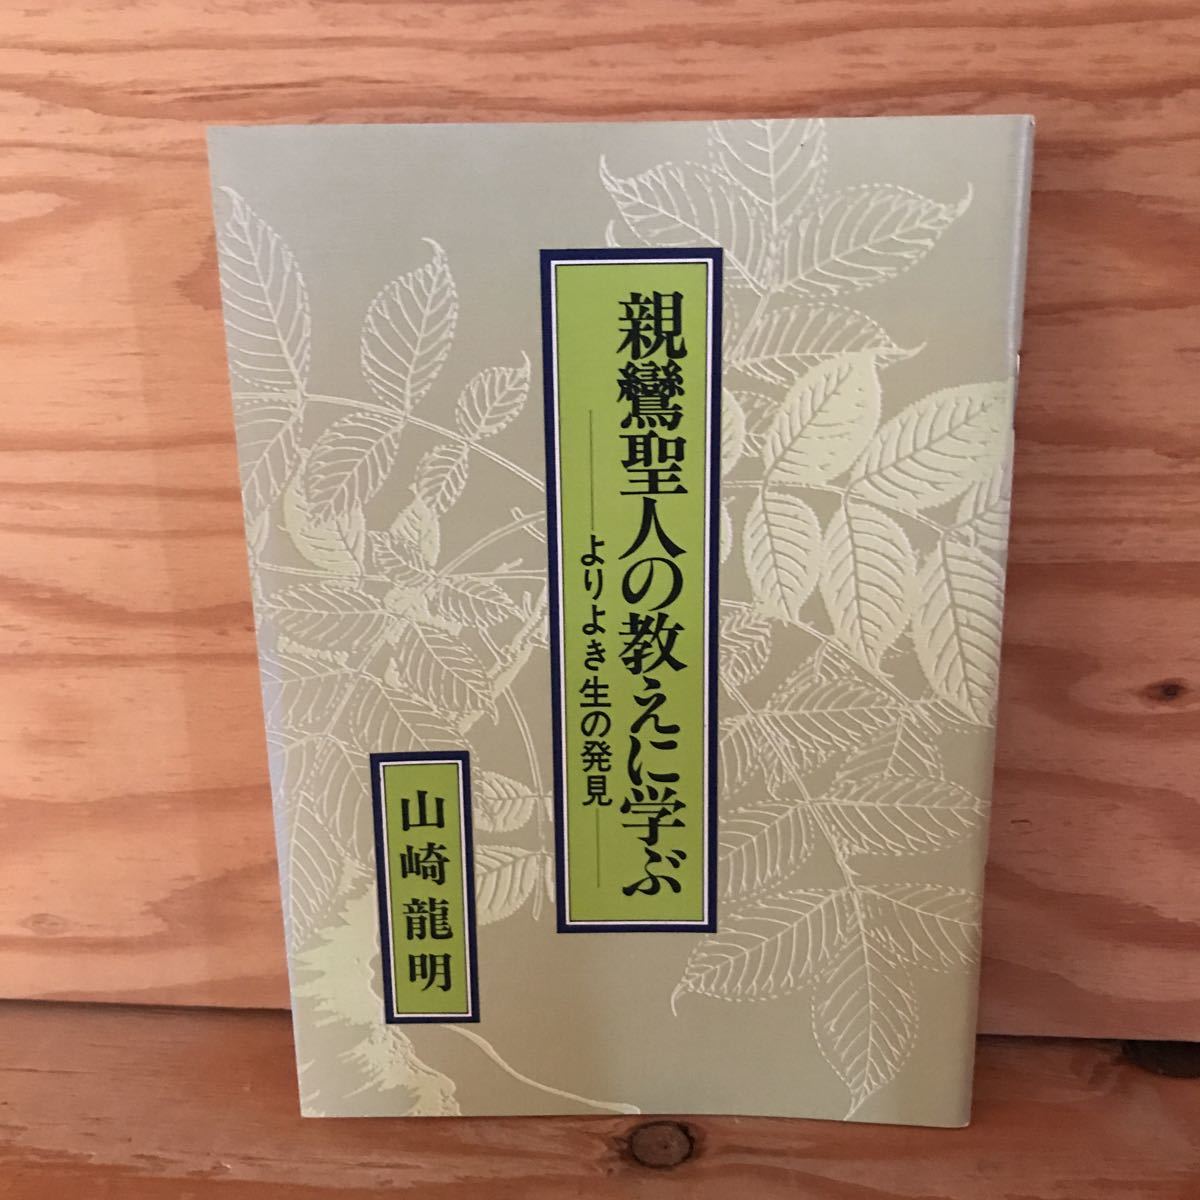 親鸞聖人の教えに学ぶ
―よりよき生の発見―
山崎龍明